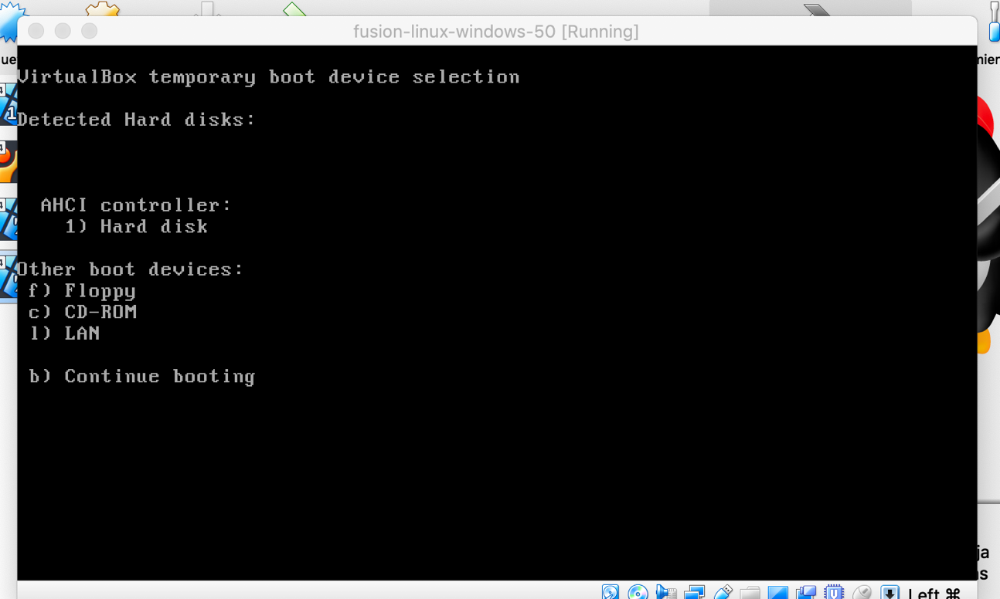 fusion-linux-windows-50 [Running]
VirtualBox temporary boot device selection
Detected Hard disks:
AHCI controller:
1) Hard disk
Other boot devices:
f) Floppy
c) CD-ROM
l) LAN
b) Continue booting
Left ⌘